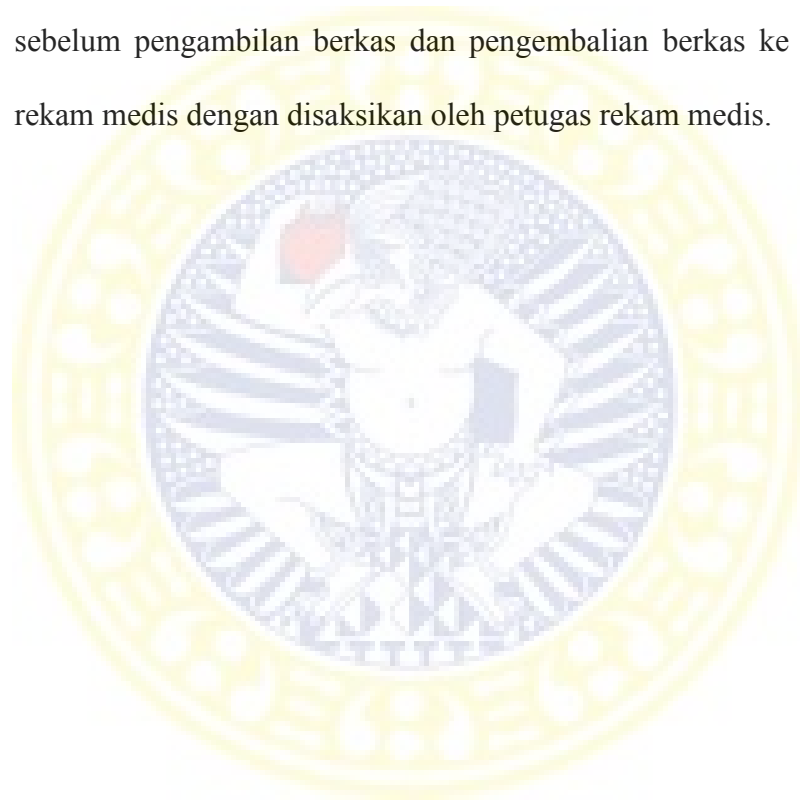 sebelum pengambilan berkas dan pengembalian berkas ke
rekam medis dengan disaksikan oleh petugas rekam medis.